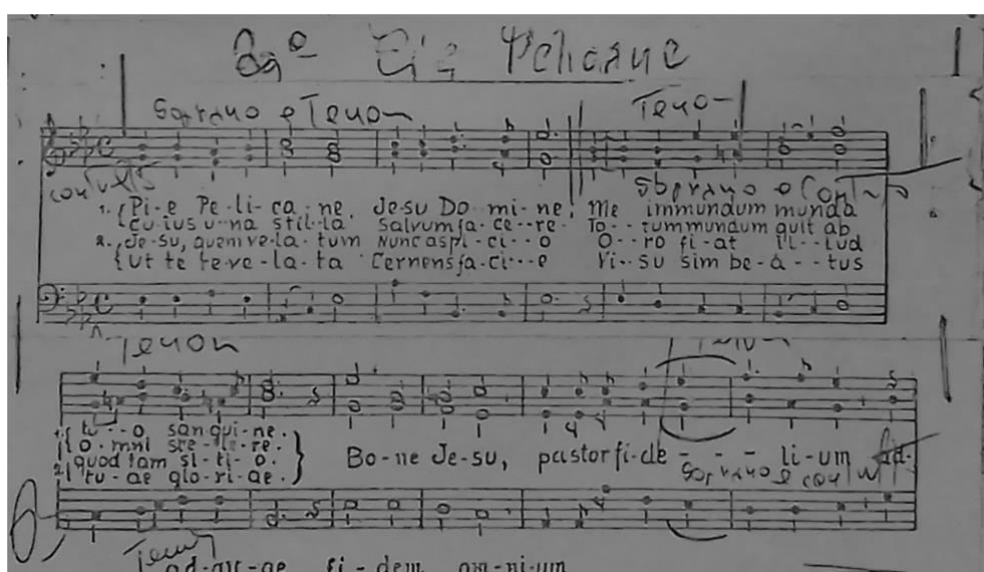 Pie Pelicane
Soprano e Tenor Tenor
Soprano e Cont
1. {Pi-e Pe-li-ca-ne, Je-su Do-mi-ne, Me immundum munda
cu-ius u-na stil-la Salvum fa-ce--re. To--tum mundum quit ab
2. {Je-su, quem ve-la-tum Nunc aspi-ci--o O--ro fi-at il--lud
{Ut te re-ve-la-ta Cernens fa-ci--e Vi--su sim be-a--tus
Tenor
1. {tu--o sangui-ne.
{o-mni sce-le-re.
2. {quod tam si-ti-o.
{tu-ae glo-ri-ae.
Bo-ne Je-su, pastor fi-de - - - li-um ad-
Soprano e cont
Tenor
ad-au-ge fi-dem om-ni-um